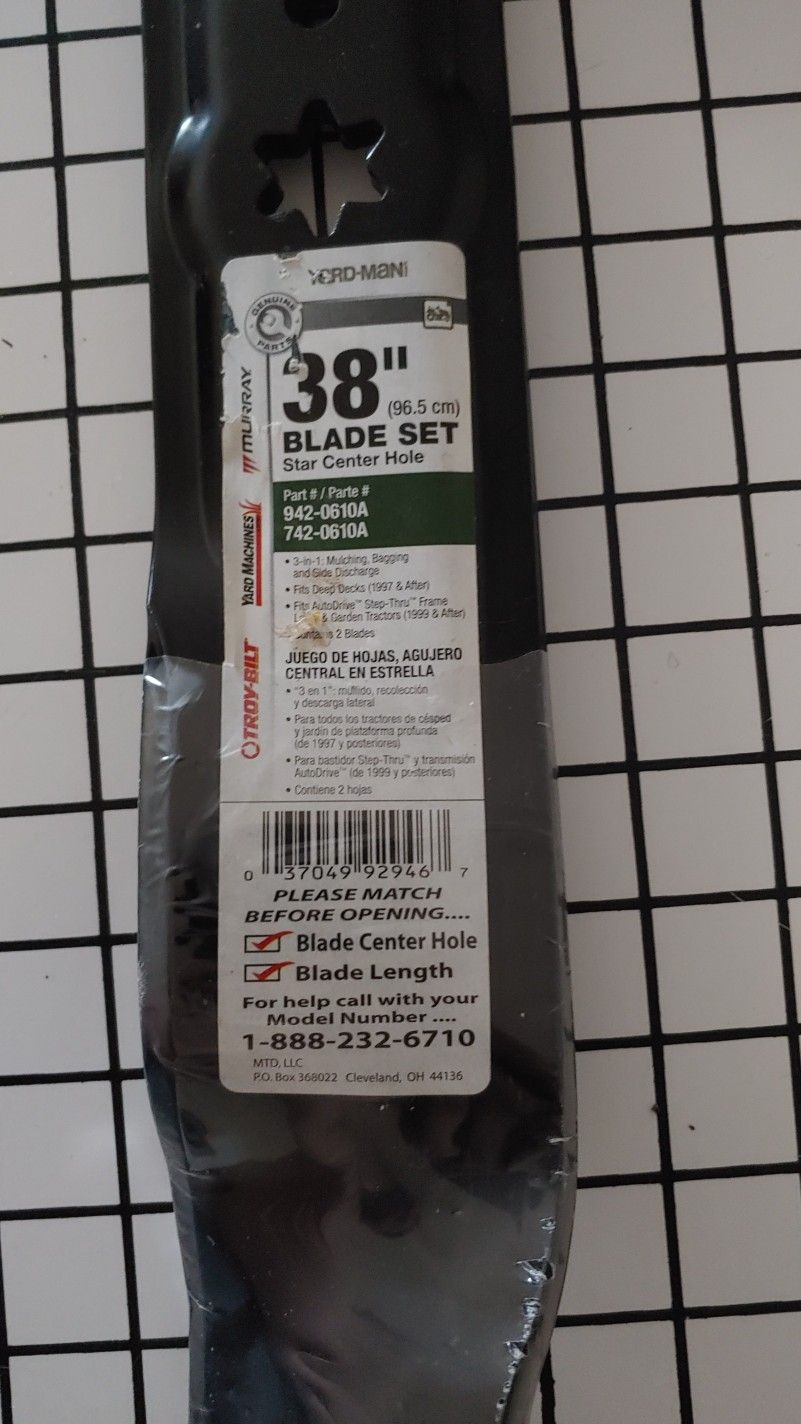 YARD-MAN
GENUINE
PARTS
MURRAY
YARD MACHINES
TROY-BILT
38"
(96.5 cm)
BLADE SET
Star Center Hole
Part # / Parte #
942-0610A
742-0610A
• 3-in-1: Mulching, Bagging
and Side Discharge
• Fits Deep Decks (1997 & After)
• Fits AutoDrive™ Step-Thru™ Frame
& Garden Tractors (1999 & After)
2 Blades
JUEGO DE HOJAS, AGUJERO
CENTRAL EN ESTRELLA
• "3 en 1": mullido, recolección
y descarga lateral
• Para todos los tractores de césped
y jardín de plataforma profunda
(de 1997 y posteriores)
• Para bastidor Step-Thru™ y transmisión
AutoDrive™ (de 1999 y posteriores)
• Contiene 2 hojas
0 37049 92946 7
PLEASE MATCH
BEFORE OPENING....
Blade Center Hole
Blade Length
For help call with your
Model Number ....
1-888-232-6710
MTD, LLC
P.O. Box 368022 Cleveland, OH 44136